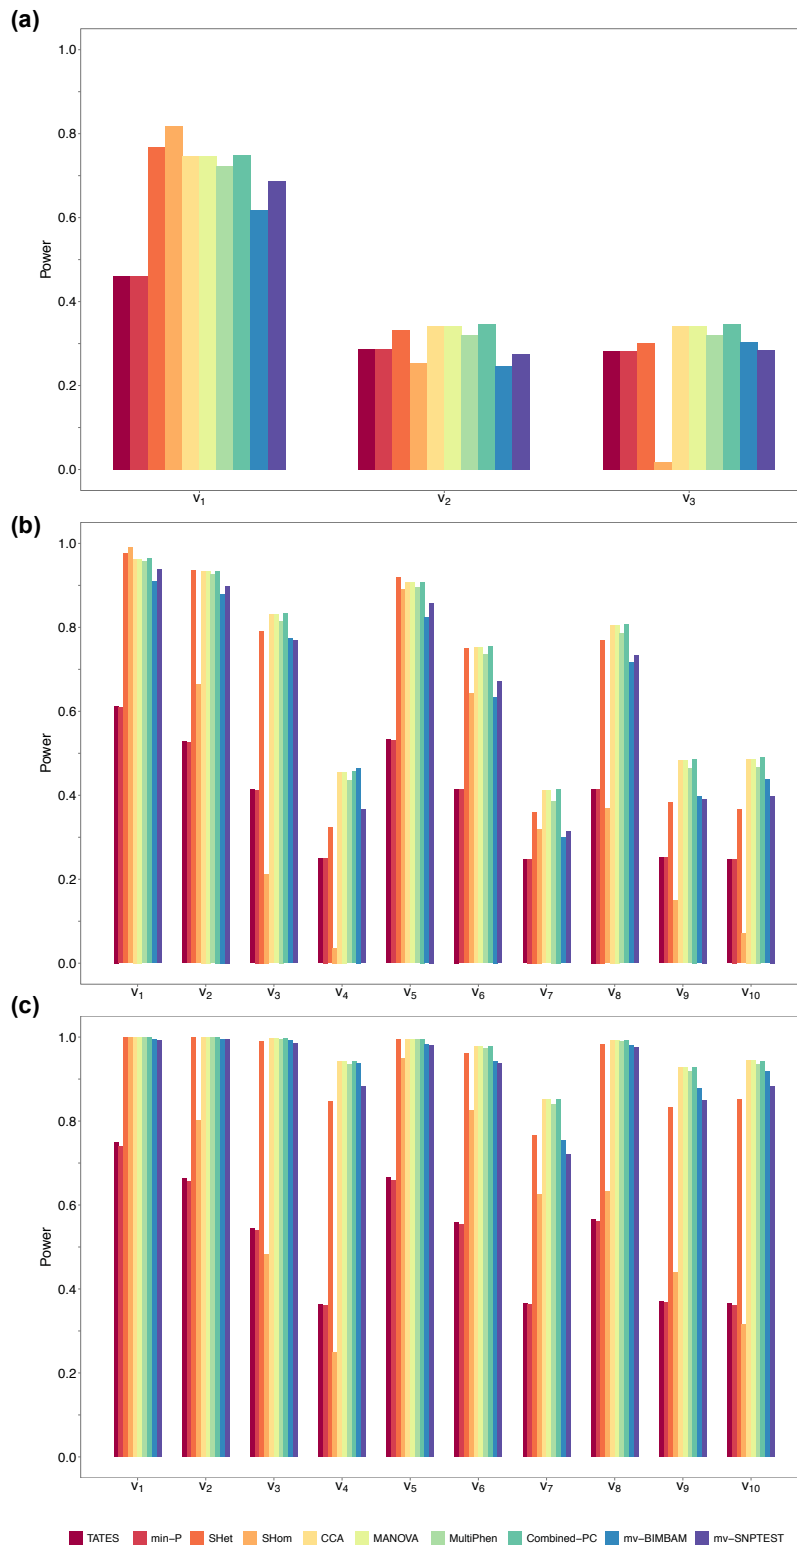 (a)
1.0
0.8
0.6
0.4
0.2
0.0
Power
v1 v2 v3
(b)
1.0
0.8
0.6
0.4
0.2
0.0
Power
v1 v2 v3 v4 v5 v6 v7 v8 v9 v10
(c)
1.0
0.8
0.6
0.4
0.2
0.0
Power
v1 v2 v3 v4 v5 v6 v7 v8 v9 v10
TATES min−P SHet SHom CCA MANOVA MultiPhen Combined−PC mv−BIMBAM mv−SNPTEST